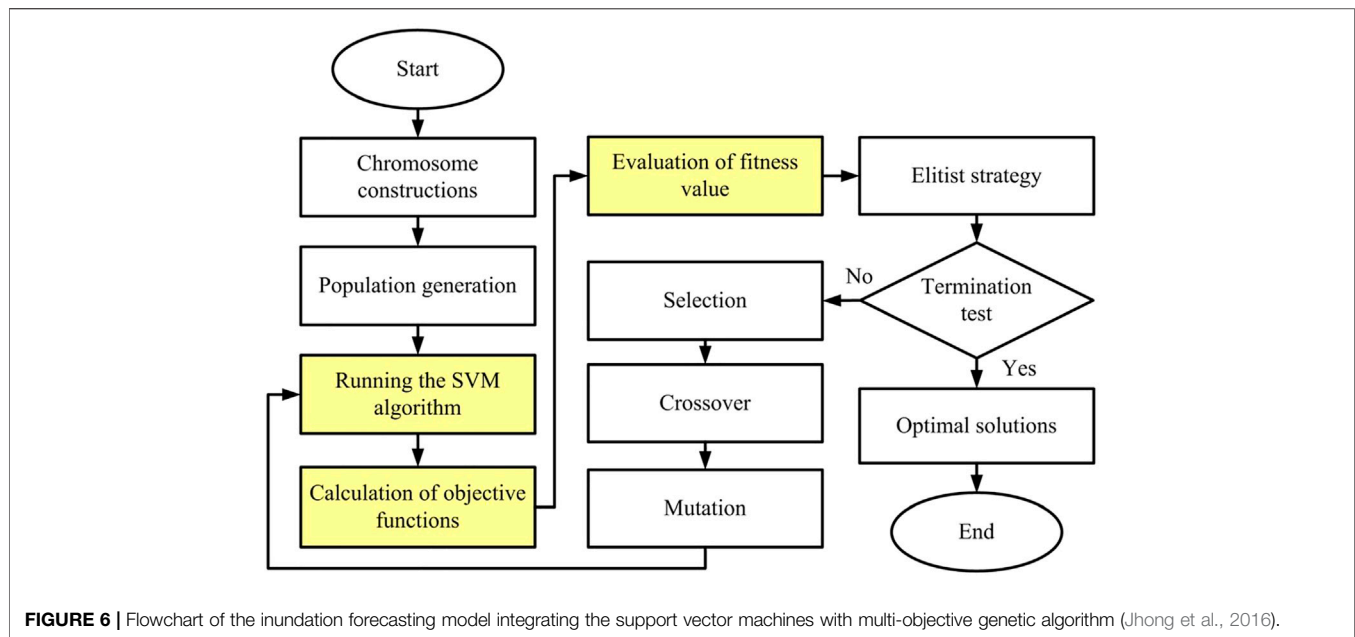 Start
Chromosome
constructions
Population generation
Running the SVM
algorithm
Calculation of objective
functions
Evaluation of fitness
value
Elitist strategy
Termination
test
No
Yes
Selection
Crossover
Mutation
Optimal solutions
End
FIGURE 6 | Flowchart of the inundation forecasting model integrating the support vector machines with multi-objective genetic algorithm (Jhong et al., 2016).